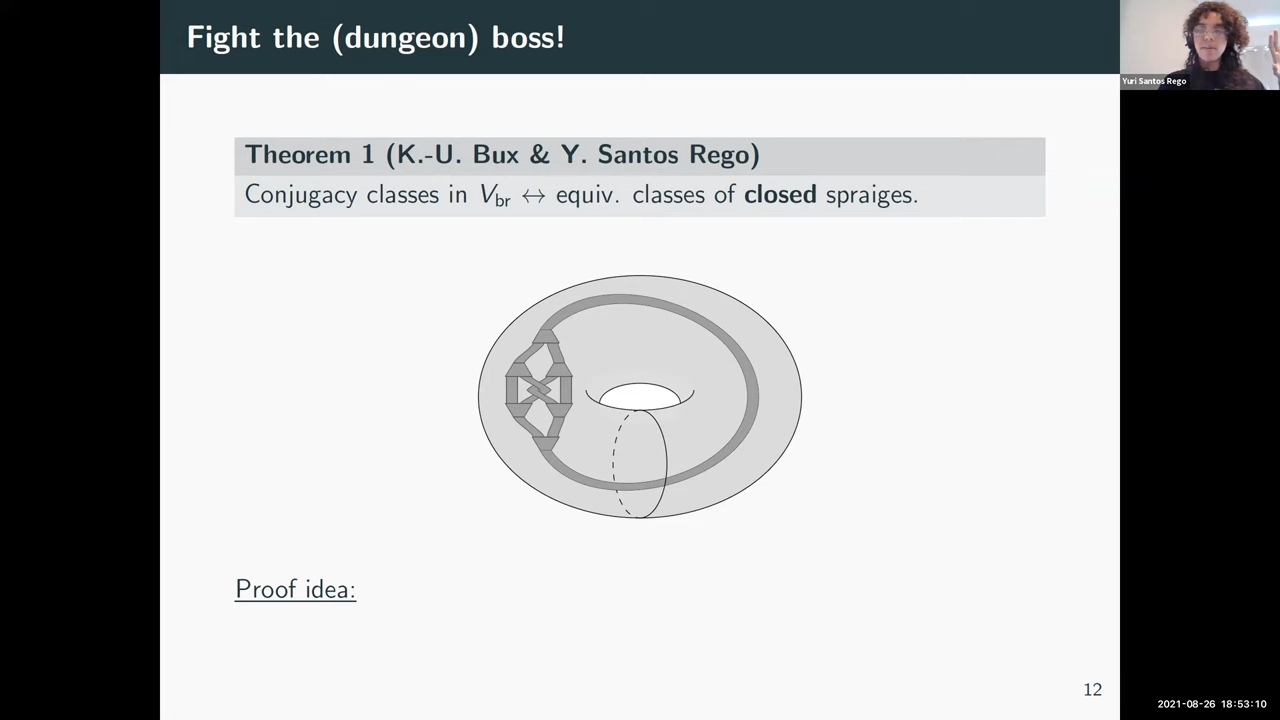 Fight the (dungeon) boss!
Yuri Santos Rego
Theorem 1 (K.-U. Bux & Y. Santos Rego)
Conjugacy classes in V_br ↔ equiv. classes of closed spraiges.
Proof idea:
12
2021-08-26 18:53:10